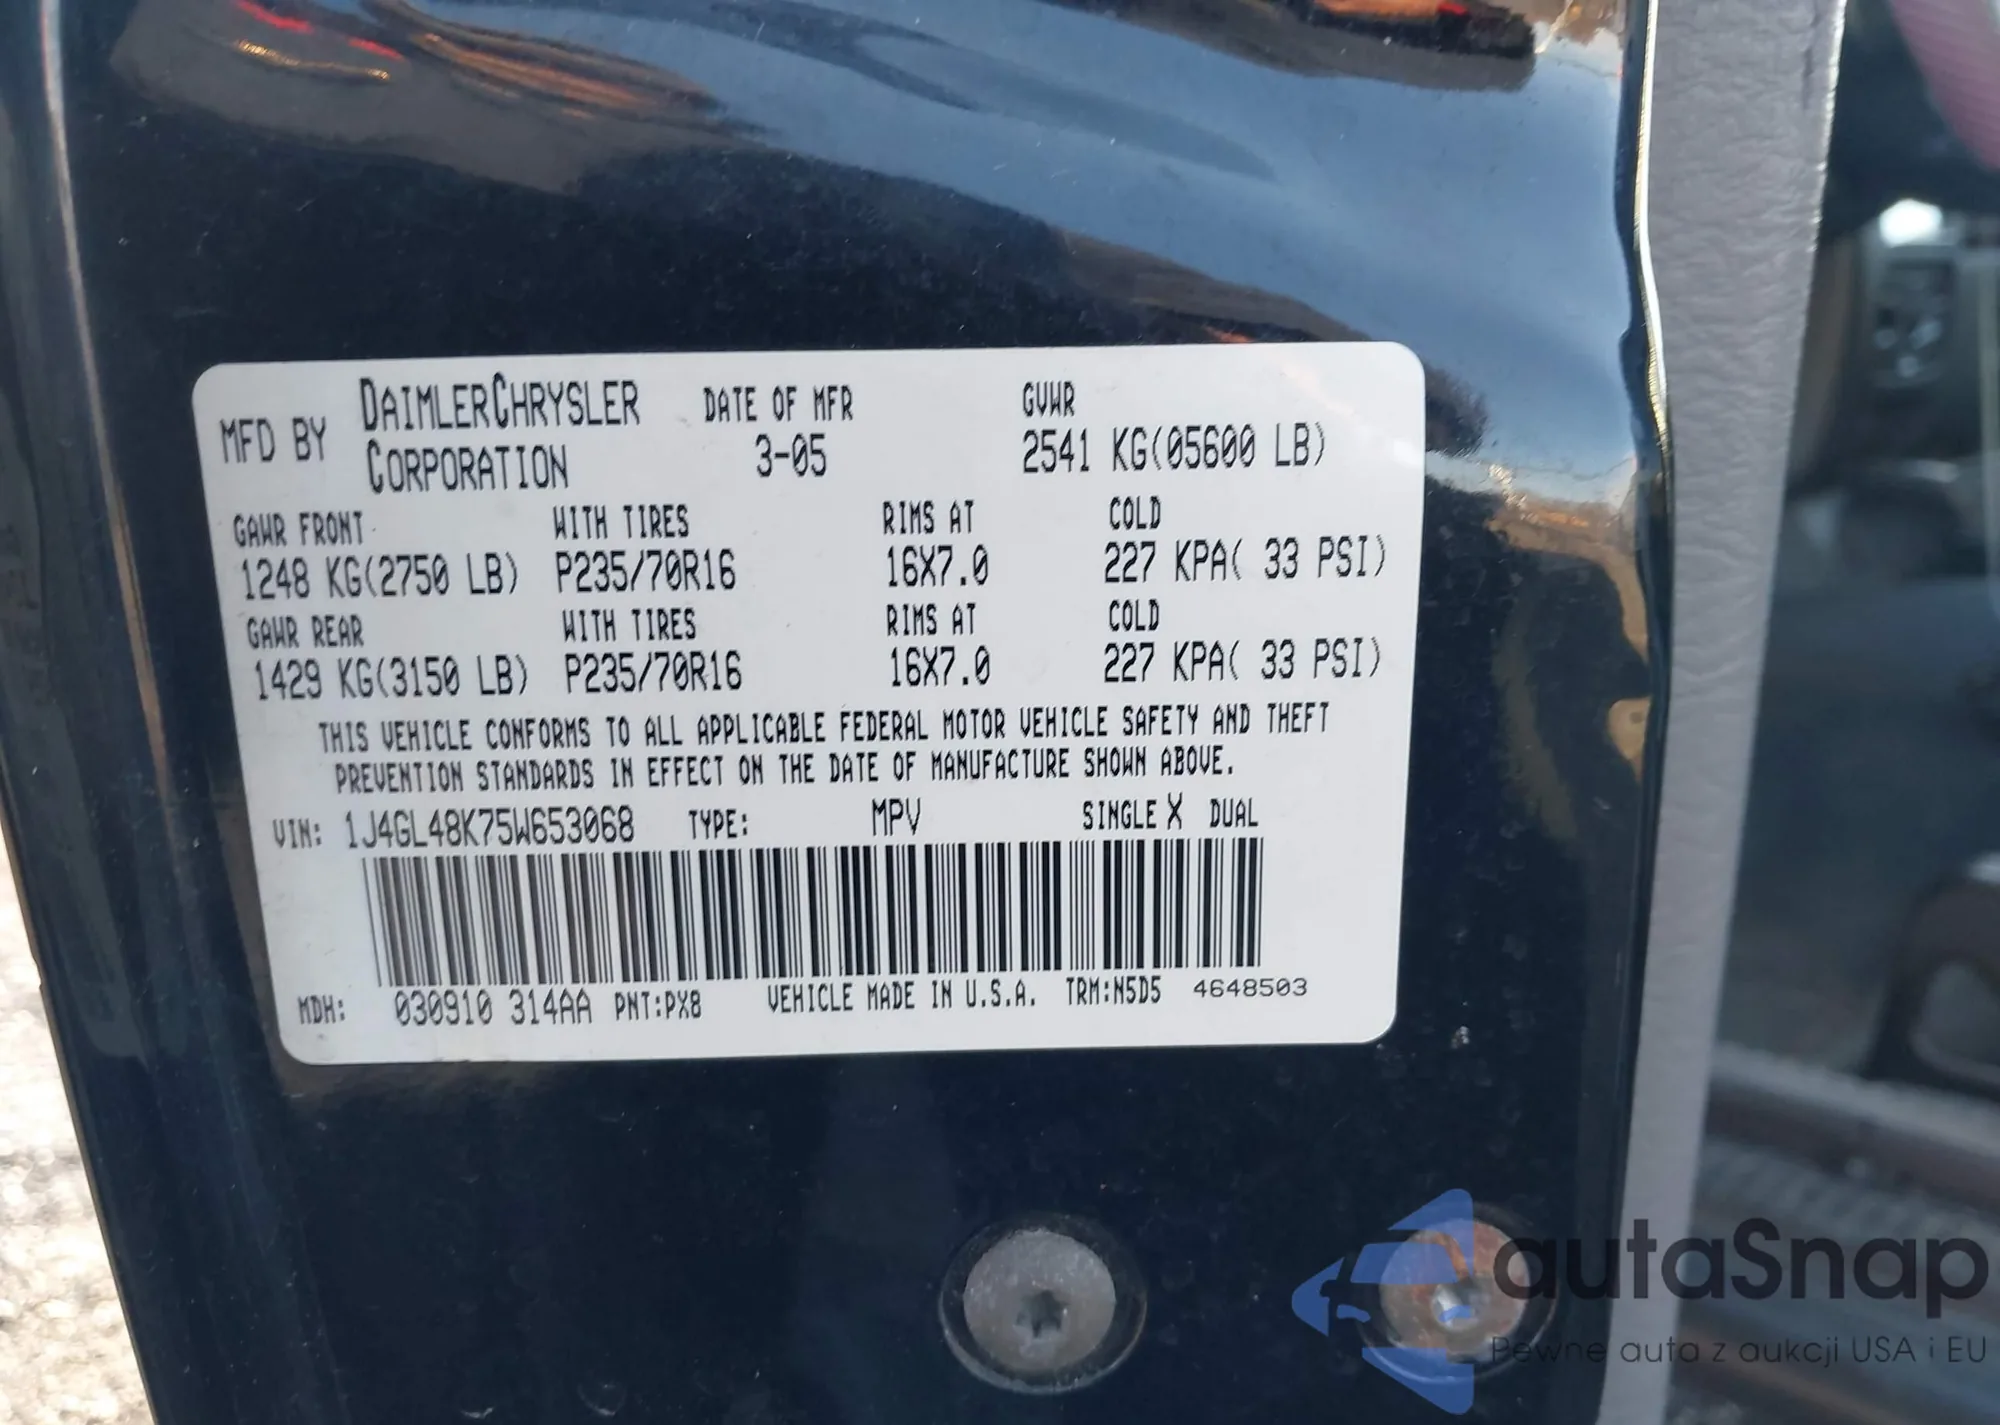 MFD BY DAIMLERCHRYSLER CORPORATION DATE OF MFR 3-05 GVWR 2541 KG(05600 LB)
GAWR FRONT WITH TIRES RIMS AT COLD
1248 KG(2750 LB) P235/70R16 16X7.0 227 KPA( 33 PSI)
GAWR REAR WITH TIRES RIMS AT COLD
1429 KG(3150 LB) P235/70R16 16X7.0 227 KPA( 33 PSI)
THIS VEHICLE CONFORMS TO ALL APPLICABLE FEDERAL MOTOR VEHICLE SAFETY AND THEFT
PREVENTION STANDARDS IN EFFECT ON THE DATE OF MANUFACTURE SHOWN ABOVE.
VIN: 1J4GL48K75W653068 TYPE: MPV SINGLE X DUAL
MDH: 030910 314AA PNT:PX8 VEHICLE MADE IN U.S.A. TRM:N5D5 4648503
autaSnap
Pewne auta z aukcji USA i EU